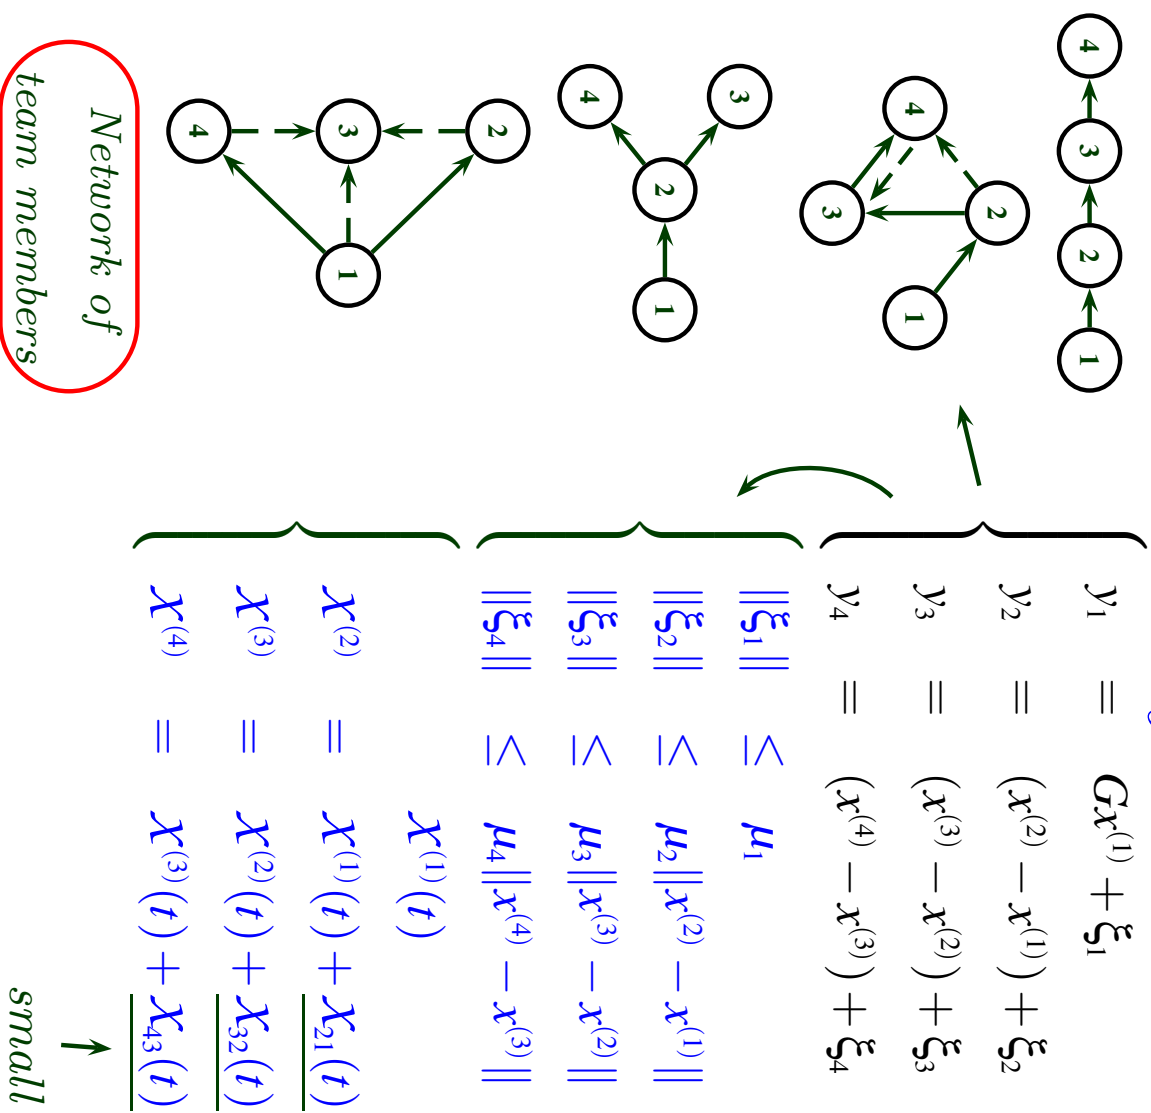 4 3 2 1
2
4 1
3
3
2 1
4
2
3 1
4
Network of
team members
y₁ = Gx⁽¹⁾ + ξ₁
y₂ = (x⁽²⁾ − x⁽¹⁾) + ξ₂
y₃ = (x⁽³⁾ − x⁽²⁾) + ξ₃
y₄ = (x⁽⁴⁾ − x⁽³⁾) + ξ₄
‖ξ₁‖ ≤ μ₁
‖ξ₂‖ ≤ μ₂‖x⁽²⁾ − x⁽¹⁾‖
‖ξ₃‖ ≤ μ₃‖x⁽³⁾ − x⁽²⁾‖
‖ξ₄‖ ≤ μ₄‖x⁽⁴⁾ − x⁽³⁾‖
X⁽¹⁾(t)
X⁽²⁾ = X⁽¹⁾(t) + X₂₁(t)
X⁽³⁾ = X⁽²⁾(t) + X₃₂(t)
X⁽⁴⁾ = X⁽³⁾(t) + X₄₃(t)
small